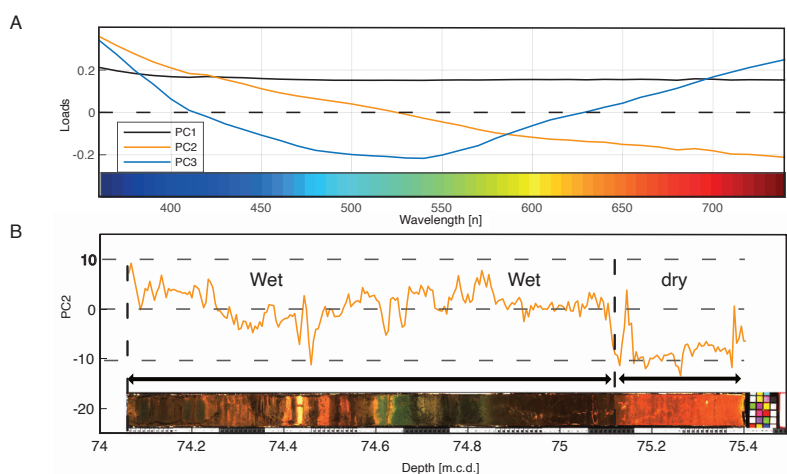 A
0.2
0
-0.2
Loads
PC1
PC2
PC3
400 450 500 550 600 650 700
Wavelength [n]
B
10
0
-10
-20
PC2
Wet Wet dry
74 74.2 74.4 74.6 74.8 75 75.2 75.4
Depth [m.c.d.]